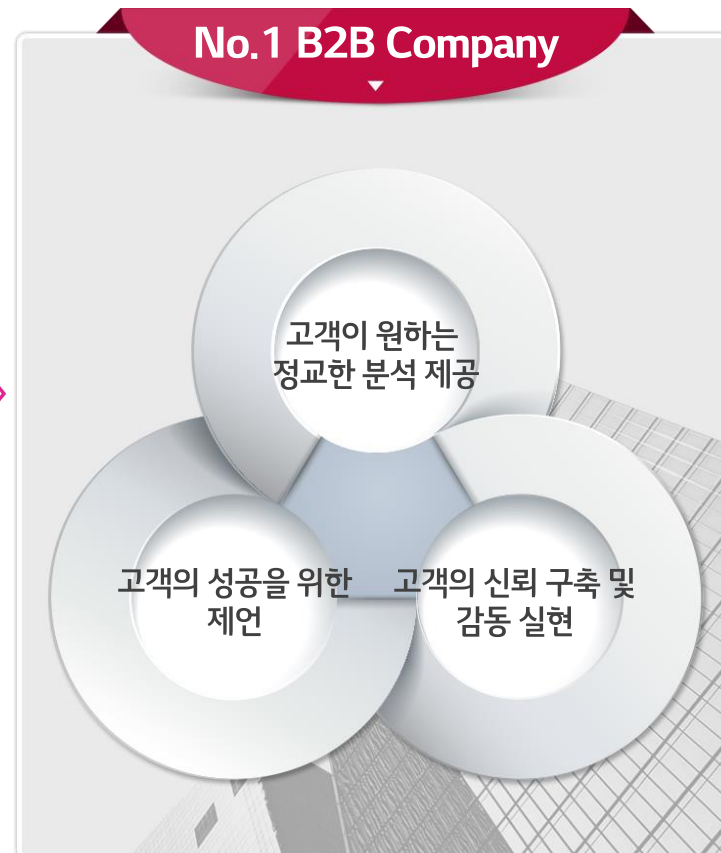 No.1 B2B Company
고객이 원하는
정교한 분석 제공
고객의 성공을 위한
제언
고객의 신뢰 구축 및
감동 실현